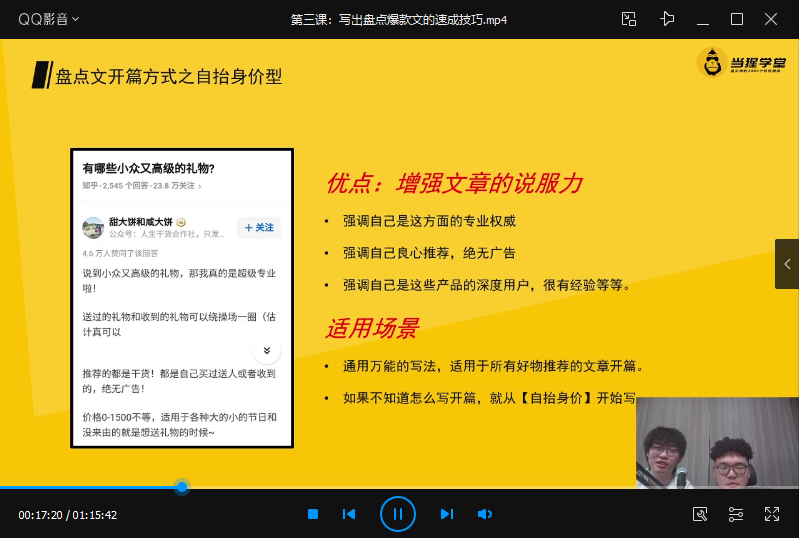 QQ影音
第三课：写出盘点爆款文的速成技巧.mp4
盘点文开篇方式之自抬身价型
当猩学堂
有哪些小众又高级的礼物?
知乎·2,545 个回答·23.8 万关注 ›
甜大饼和咸大饼
公众号：人生干货合作社，只发...
+ 关注
4.6 万人赞同了该回答
说到小众又高级的礼物，那我真的是超级专业
啦！
送过的礼物和收到的礼物可以绕操场一圈（估
计真可以
推荐的都是干货！都是自己买过送人或者收到
的，绝无广告！
价格0-1500不等，适用于各种大的小的节日和
没来由的就是想送礼物的时候~
优点：增强文章的说服力
• 强调自己是这方面的专业权威
• 强调自己良心推荐，绝无广告
• 强调自己是这些产品的深度用户，很有经验等等。
适用场景
• 通用万能的写法，适用于所有好物推荐的文章开篇。
• 如果不知道怎么写开篇，就从【自抬身价】开始写
00:17:20 / 01:15:42